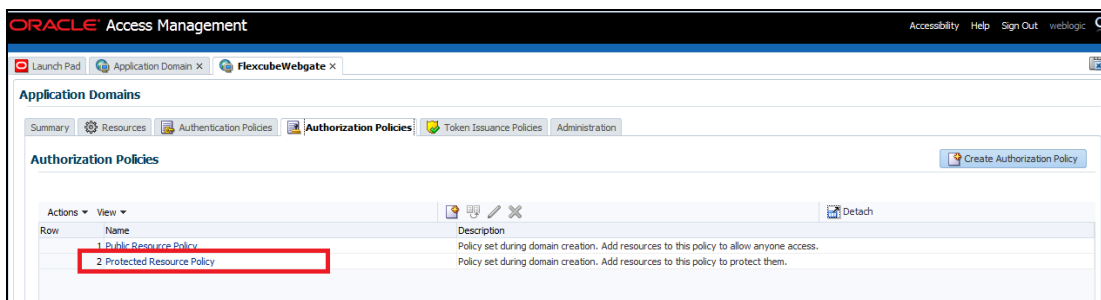 ORACLE Access Management Accessibility Help Sign Out weblogic
Launch Pad Application Domain × FlexcubeWebgate ×
Application Domains
Summary Resources Authentication Policies Authorization Policies Token Issuance Policies Administration
Authorization Policies Create Authorization Policy
Actions View Detach
Row Name Description
1 Public Resource Policy Policy set during domain creation. Add resources to this policy to allow anyone access.
2 Protected Resource Policy Policy set during domain creation. Add resources to this policy to protect them.